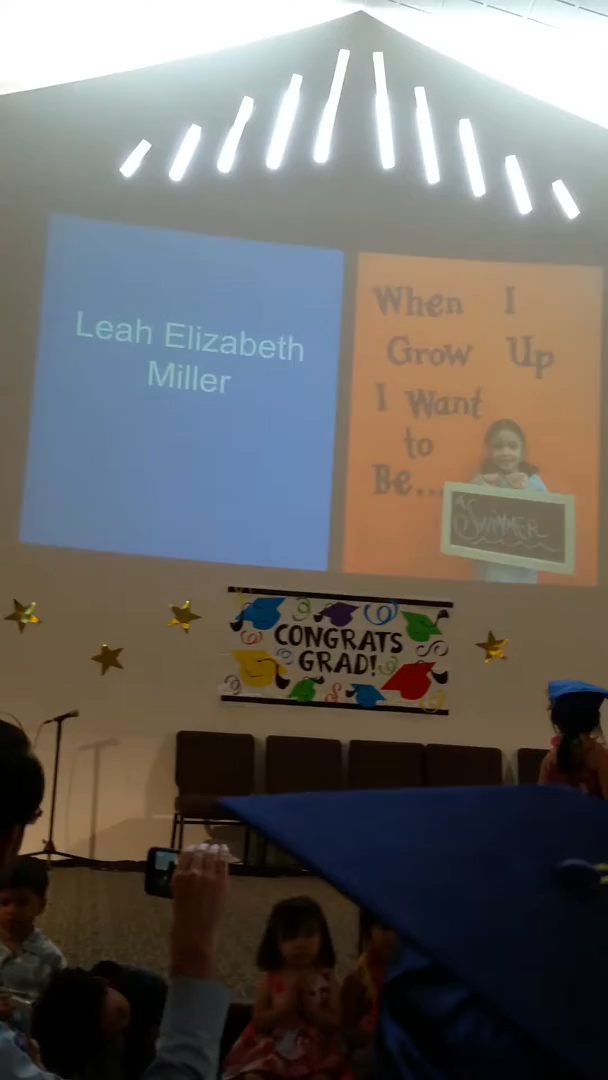 Leah Elizabeth
Miller
When I
Grow Up
I Want
to
Be...
A
SWIMMER
CONGRATS
GRAD!